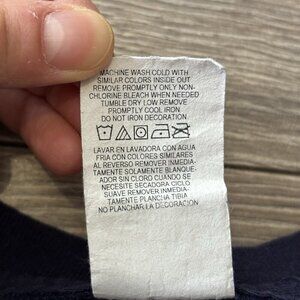 MACHINE WASH COLD WITH
SIMILAR COLORS INSIDE OUT
REMOVE PROMPTLY ONLY NON-
CHLORINE BLEACH WHEN NEEDED
TUMBLE DRY LOW REMOVE
PROMPTLY COOL IRON
DO NOT IRON DECORATION
LAVAR EN LAVADORA CON AGUA
FRIA CON COLORES SIMILARES
AL REVERSO REMOVER INMEDIA-
TAMENTE SOLAMENTE BLANQUE-
ADOR SIN CLORO CUANDO SE
NECESITE SECADORA CICLO
SUAVE REMOVER INMEDIA-
TAMENTE PLANCHA TIBIA
NO PLANCHAR LA DECORACION